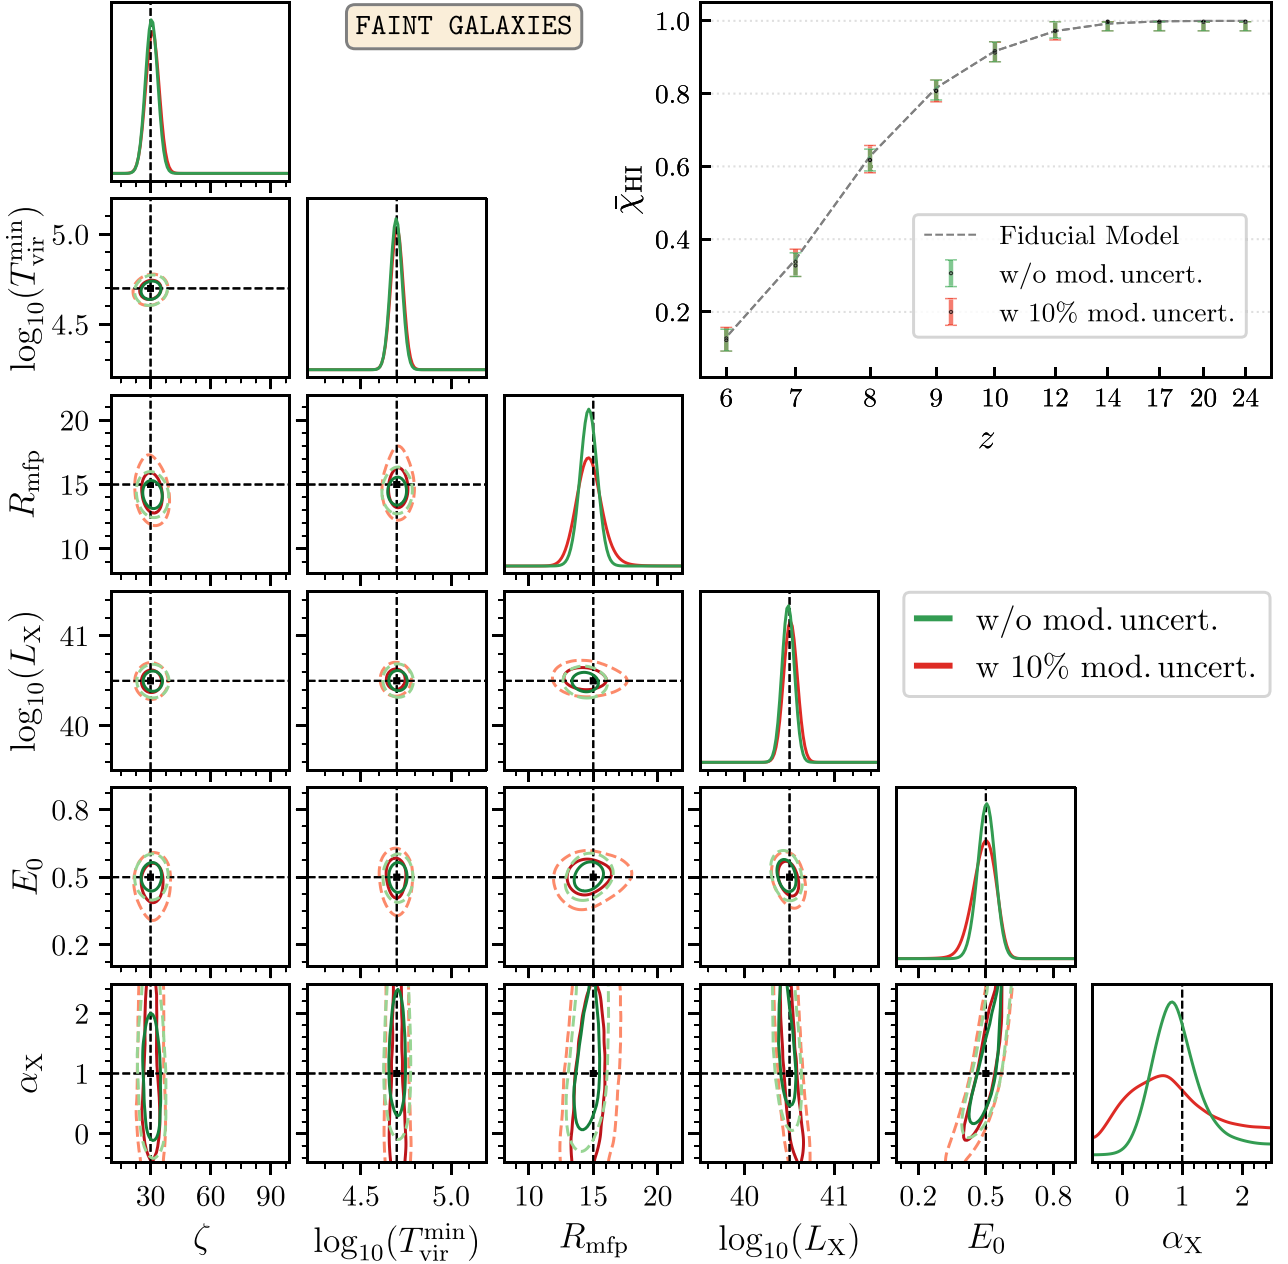 FAINT GALAXIES
1.0
0.8
0.6
0.4
0.2
χ̄_HI
6 7 8 9 10 12 14 17 20 24
z
Fiducial Model
w/o mod. uncert.
w 10% mod. uncert.
log₁₀(T_vir^min)
5.0
4.5
R_mfp
20
15
10
w/o mod. uncert.
w 10% mod. uncert.
log₁₀(L_X)
41
40
E₀
0.8
0.5
0.2
α_X
2
1
0
30 60 90
4.5 5.0
10 15 20
40 41
0.2 0.5 0.8
0 1 2
ζ
log₁₀(T_vir^min)
R_mfp
log₁₀(L_X)
E₀
α_X